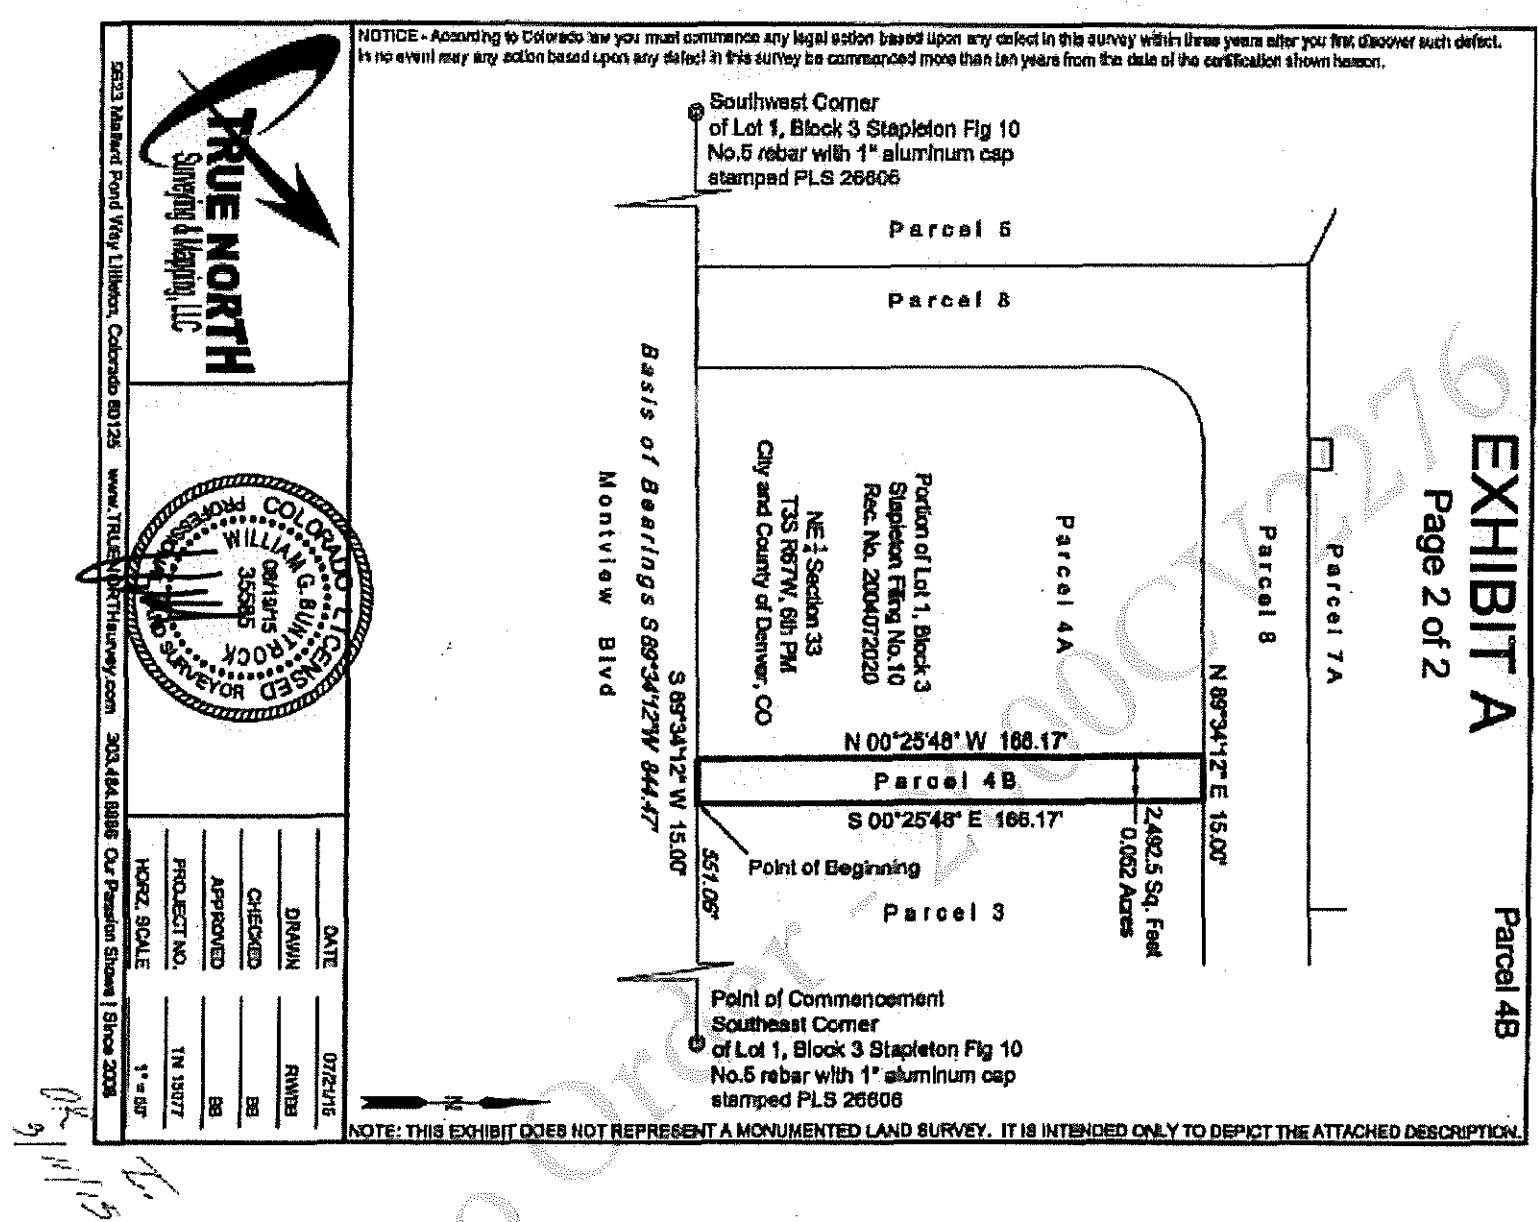 EXHIBIT A
Page 2 of 2
Parcel 4B
NOTICE - According to Colorado law you must commence any legal action based upon any defect in this survey within three years after you first discover such defect.
In no event may any action based upon any defect in this survey be commenced more than ten years from the date of the certification shown hereon.
Southwest Corner
of Lot 1, Block 3 Stapleton Flg 10
No.5 rebar with 1" aluminum cap
stamped PLS 26606
Parcel 6
Parcel 8
Parcel 7A
Parcel 8
N 89°34'12" E 15.00'
Parcel 4A
Portion of Lot 1, Block 3
Stapleton Filing No.10
Rec. No. 2004072020
NE¼ Section 33
T3S R67W, 6th PM
City and County of Denver, CO
N 00°25'48" W 166.17'
Parcel 4B
S 00°25'48" E 166.17'
2,492.5 Sq. Feet
0.052 Acres
Point of Beginning
Parcel 3
S 89°34'12" W 15.00'
551.06'
Basis of Bearings S 89°34'12"W 844.47'
Montview Blvd
Point of Commencement
Southeast Corner
of Lot 1, Block 3 Stapleton Flg 10
No.5 rebar with 1" aluminum cap
stamped PLS 26606
N
NOTE: THIS EXHIBIT DOES NOT REPRESENT A MONUMENTED LAND SURVEY. IT IS INTENDED ONLY TO DEPICT THE ATTACHED DESCRIPTION.
TRUE NORTH
Surveying & Mapping, LLC
COLORADO LICENSED
PROFESSIONAL LAND SURVEYOR
WILLIAM G. BUNTROCK
08/19/15
35585
DATE 07/21/15
DRAWN RWBB
CHECKED BB
APPROVED BB
PROJECT NO. TN 15077
HORZ. SCALE 1" = 50'
5623 Mallard Pond Way Littleton, Colorado 80125 www.TRUENORTHsurvey.com 303.484.8886 Our Passion Shows | Since 2008
Order - 2100CV2276